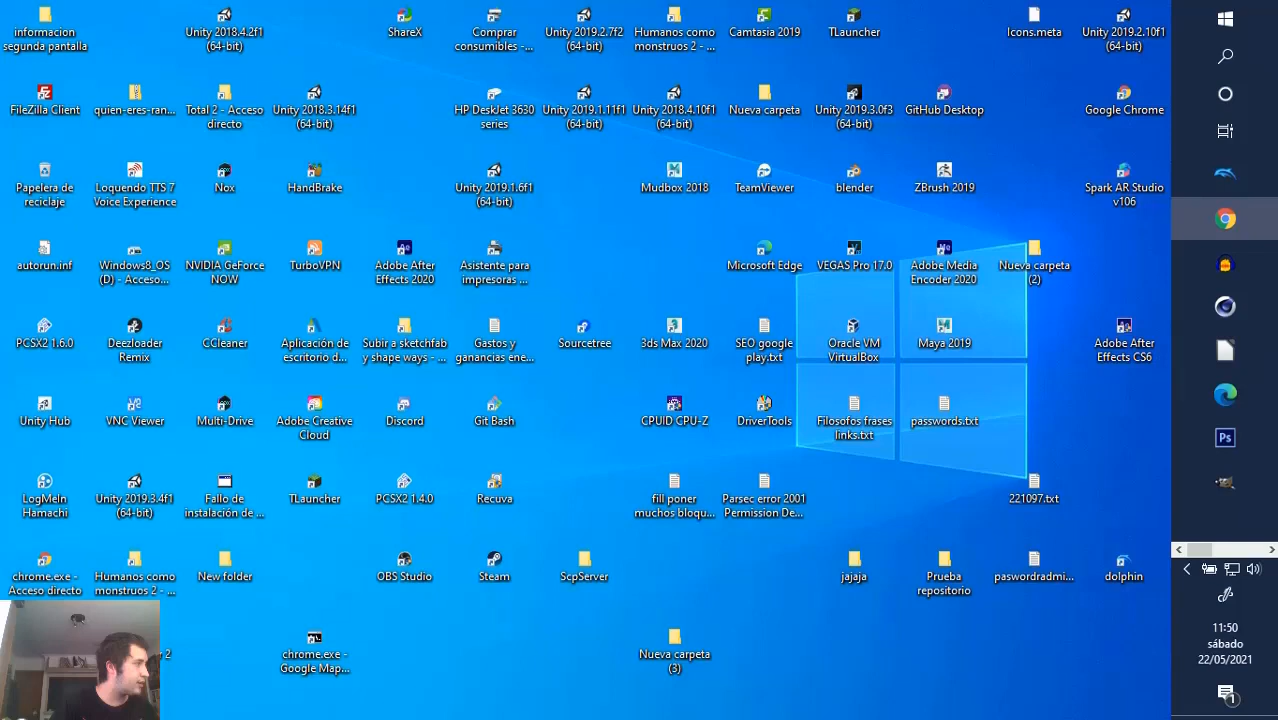 informacion
segunda pantalla
Unity 2018.4.2f1
(64-bit)
ShareX
Comprar
consumibles -...
Unity 2019.2.7f2
(64-bit)
Humanos como
monstruos 2 - ...
Camtasia 2019
TLauncher
Icons.meta
Unity 2019.2.10f1
(64-bit)
FileZilla Client
quien-eres-ran...
Total 2 - Acceso
directo
Unity 2018.3.14f1
(64-bit)
HP DeskJet 3630
series
Unity 2019.1.11f1
(64-bit)
Unity 2018.4.10f1
(64-bit)
Nueva carpeta
Unity 2019.3.0f3
(64-bit)
GitHub Desktop
Google Chrome
Papelera de
reciclaje
Loquendo TTS 7
Voice Experience
Nox
HandBrake
Unity 2019.1.6f1
(64-bit)
Mudbox 2018
TeamViewer
blender
ZBrush 2019
Spark AR Studio
v106
autorun.inf
Windows8_OS
(D) - Acceso...
NVIDIA GeForce
NOW
TurboVPN
Adobe After
Effects 2020
Asistente para
impresoras ...
Microsoft Edge
VEGAS Pro 17.0
Adobe Media
Encoder 2020
Nueva carpeta
(2)
PCSX2 1.6.0
Deezloader
Remix
CCleaner
Aplicación de
escritorio d...
Subir a sketchfab
y shape ways - ...
Gastos y
ganancias ene...
Sourcetree
3ds Max 2020
SEO google
play.txt
Oracle VM
VirtualBox
Maya 2019
Adobe After
Effects CS6
Unity Hub
VNC Viewer
Multi-Drive
Adobe Creative
Cloud
Discord
Git Bash
CPUID CPU-Z
DriverTools
Filosofos frases
links.txt
passwords.txt
LogMeIn
Hamachi
Unity 2019.3.4f1
(64-bit)
Fallo de
instalación de ...
TLauncher
PCSX2 1.4.0
Recuva
fill poner
muchos bloqu...
Parsec error 2001
Permission De...
221097.txt
chrome.exe -
Acceso directo
Humanos como
monstruos 2 - ...
New folder
OBS Studio
Steam
ScpServer
jajaja
Prueba
repositorio
paswordradmi...
dolphin
2
chrome.exe -
Google Map...
Nueva carpeta
(3)
Ps
11:50
sábado
22/05/2021
1